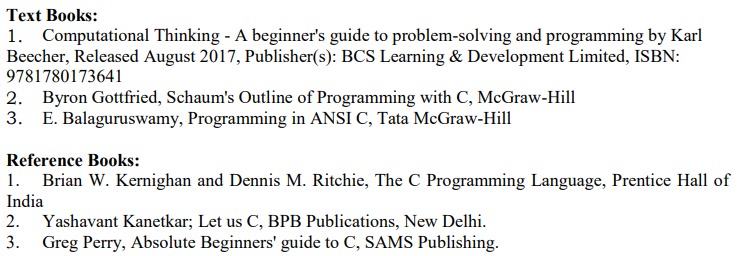 Text Books:
1. Computational Thinking - A beginner's guide to problem-solving and programming by Karl
Beecher, Released August 2017, Publisher(s): BCS Learning & Development Limited, ISBN:
9781780173641
2. Byron Gottfried, Schaum's Outline of Programming with C, McGraw-Hill
3. E. Balaguruswamy, Programming in ANSI C, Tata McGraw-Hill
Reference Books:
1. Brian W. Kernighan and Dennis M. Ritchie, The C Programming Language, Prentice Hall of
India
2. Yashavant Kanetkar; Let us C, BPB Publications, New Delhi.
3. Greg Perry, Absolute Beginners' guide to C, SAMS Publishing.